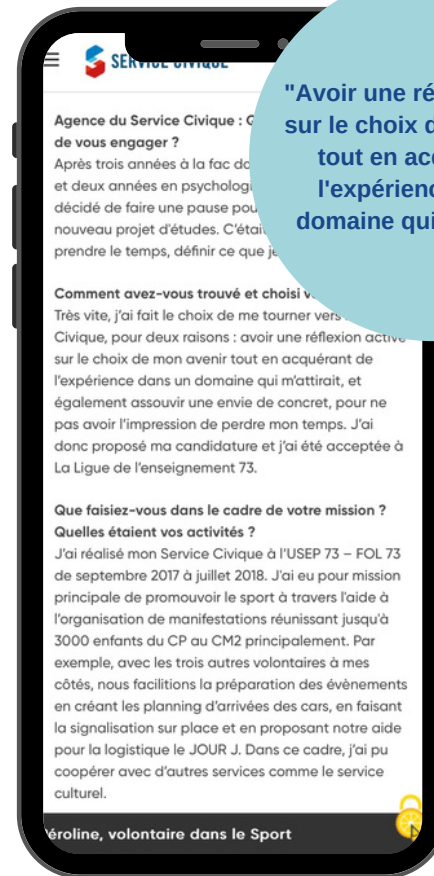 SERVICE CIVIQUE
"Avoir une ré
sur le choix d
tout en acc
l'expérienc
domaine qui
Agence du Service Civique :
de vous engager ?
Après trois années à la fac
et deux années en psychologi
décidé de faire une pause pou
nouveau projet d'études. C'était
prendre le temps, définir ce que je
Comment avez-vous trouvé et choisi
Très vite, j'ai fait le choix de me tourner vers
Civique, pour deux raisons : avoir une réflexion active
sur le choix de mon avenir tout en acquérant de
l'expérience dans un domaine qui m'attirait, et
également assouvir une envie de concret, pour ne
pas avoir l'impression de perdre mon temps. J'ai
donc proposé ma candidature et j'ai été acceptée à
La Ligue de l'enseignement 73.
Que faisiez-vous dans le cadre de votre mission ?
Quelles étaient vos activités ?
J'ai réalisé mon Service Civique à l'USEP 73 – FOL 73
de septembre 2017 à juillet 2018. J'ai eu pour mission
principale de promouvoir le sport à travers l'aide à
l'organisation de manifestations réunissant jusqu'à
3000 enfants du CP au CM2 principalement. Par
exemple, avec les trois autres volontaires à mes
côtés, nous facilitions la préparation des évènements
en créant les planning d'arrivées des cars, en faisant
la signalisation sur place et en proposant notre aide
pour la logistique le JOUR J. Dans ce cadre, j'ai pu
coopérer avec d'autres services comme le service
culturel.
éroline, volontaire dans le Sport